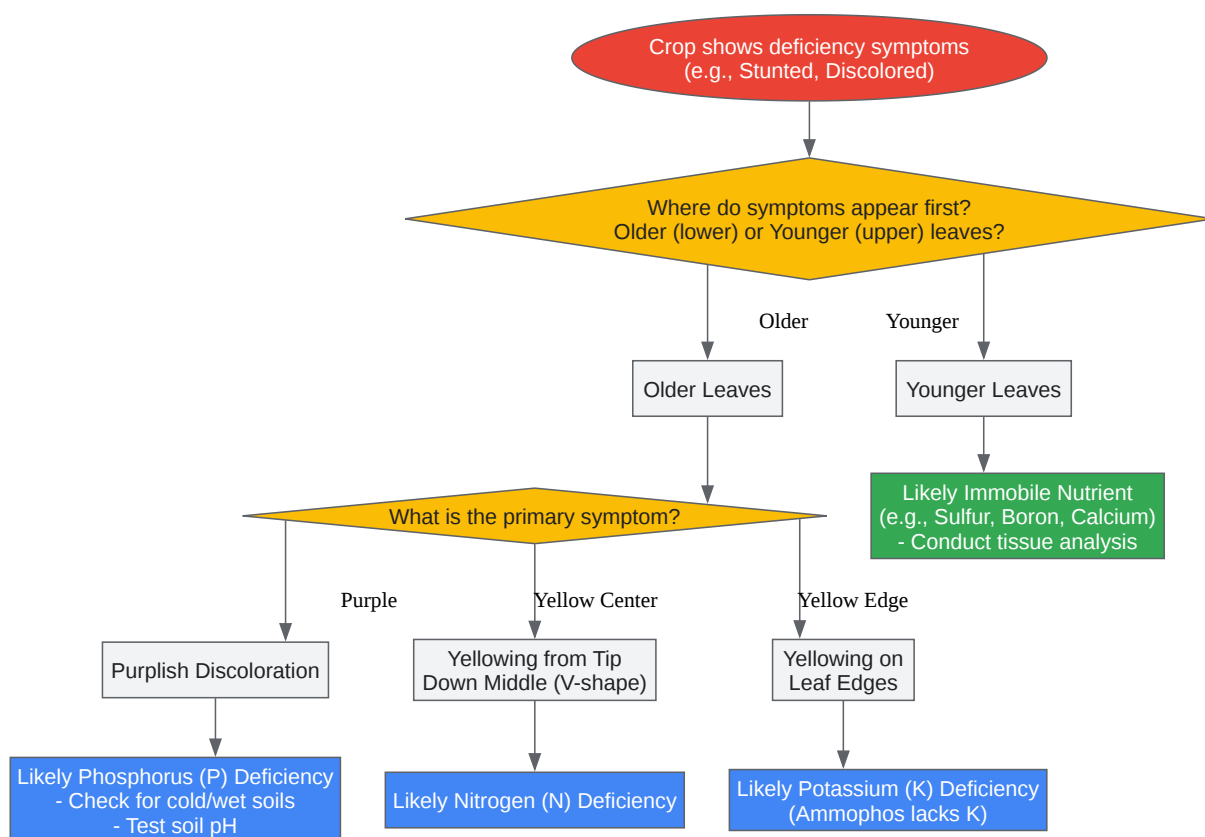 Crop shows deficiency symptoms
(e.g., Stunted, Discolored)
Where do symptoms appear first?
Older (lower) or Younger (upper) leaves?
Older
Younger
Older Leaves
Younger Leaves
Likely Immobile Nutrient
(e.g., Sulfur, Boron, Calcium)
- Conduct tissue analysis
What is the primary symptom?
Purple
Yellow Center
Yellow Edge
Purplish Discoloration
Yellowing from Tip
Down Middle (V-shape)
Yellowing on
Leaf Edges
Likely Phosphorus (P) Deficiency
- Check for cold/wet soils
- Test soil pH
Likely Nitrogen (N) Deficiency
Likely Potassium (K) Deficiency
(Ammophos lacks K)